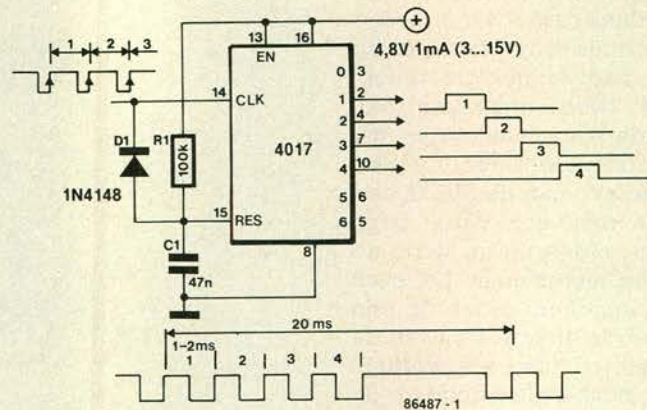 1 2 3
13 16 +
EN
4,8V 1mA (3...15V)
0 3
14 CLK
1 2
1
D1
R1
100k
2 4
2
4017
3 7
3
1N4148
4 10
4
15 RES
5 6
6 5
C1
47n
8
20 ms
1-2ms
1 2 3 4
86487 - 1